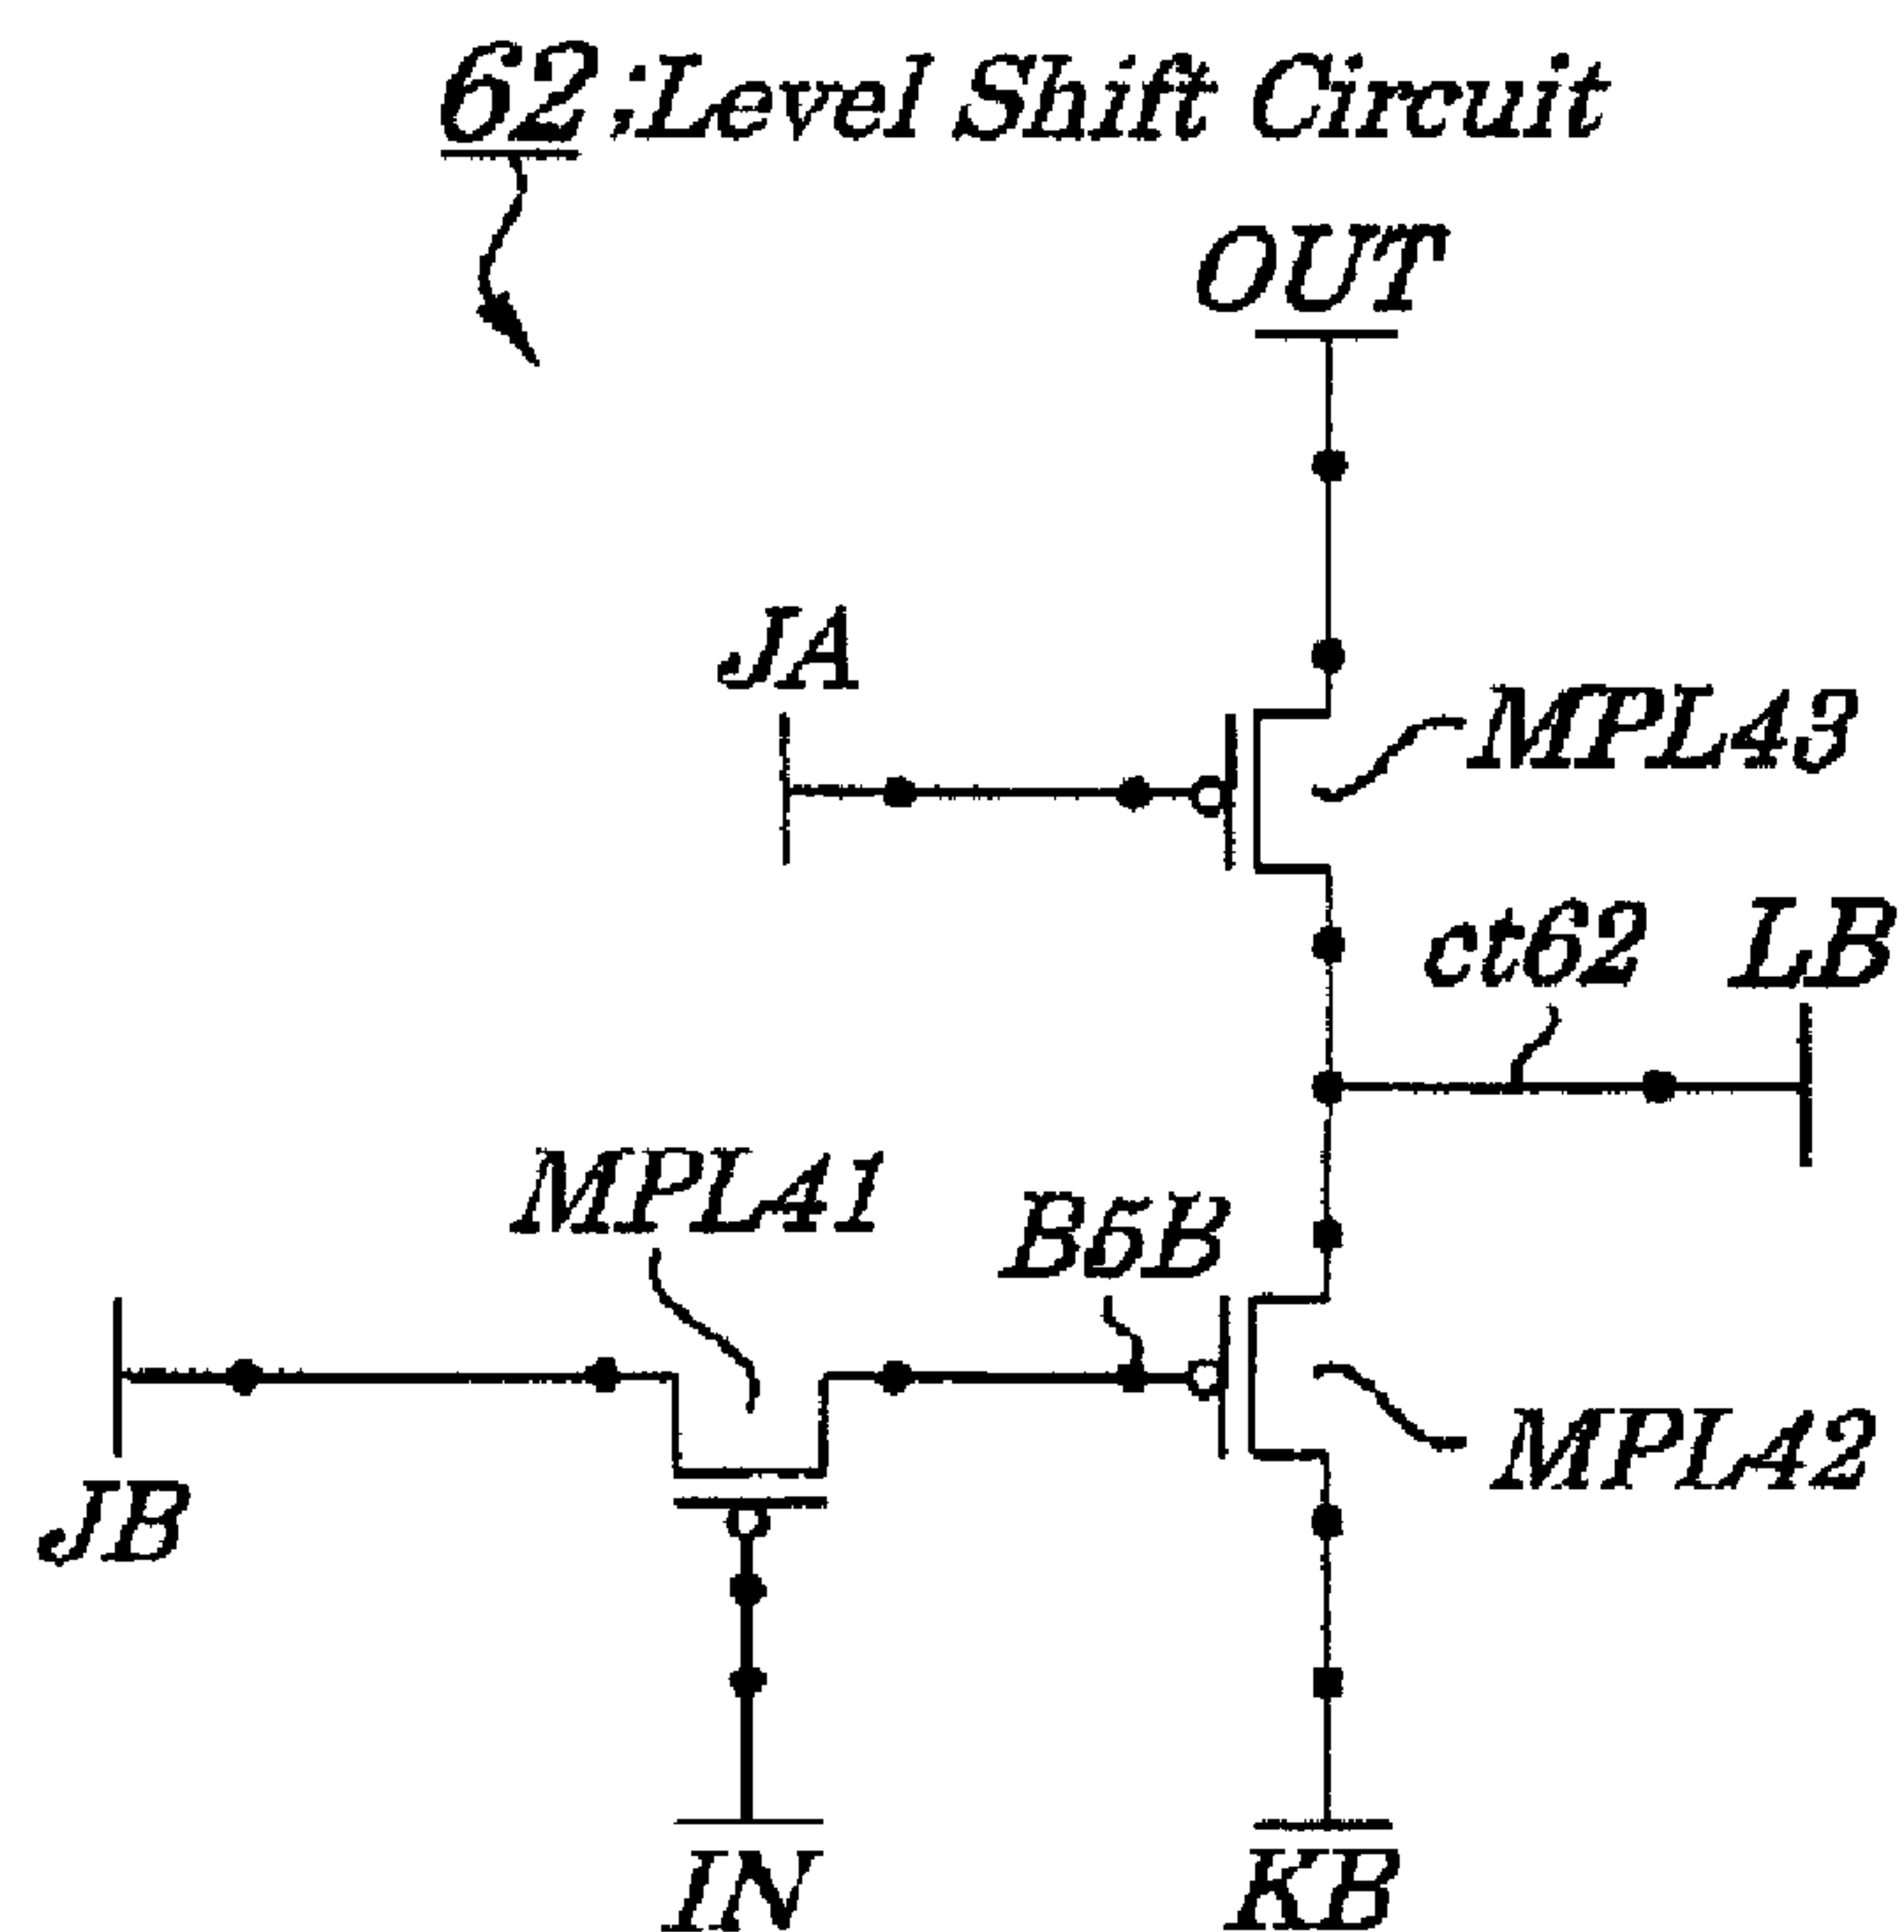 62;Level Shift Circuit
OUT
JA
MPL43
ct62
LB
MPL41
B5B
MPL42
JB
IN
KB